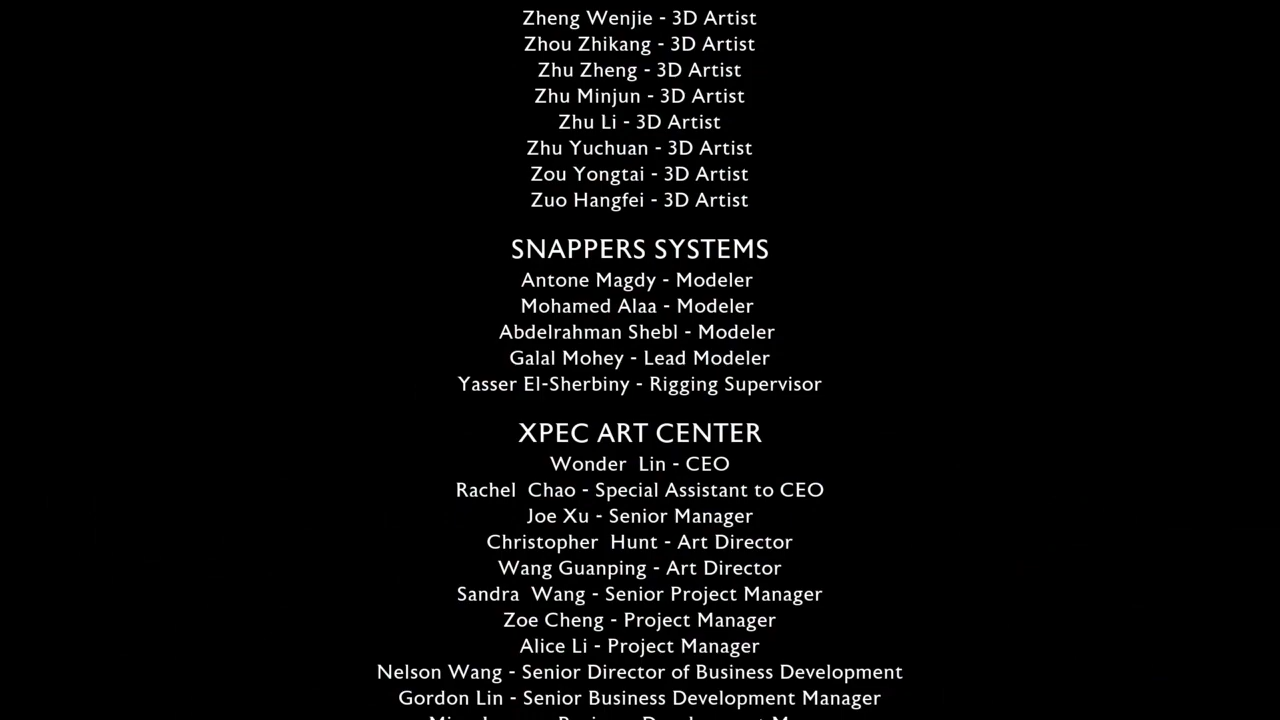 Zheng Wenjie - 3D Artist
Zhou Zhikang - 3D Artist
Zhu Zheng - 3D Artist
Zhu Minjun - 3D Artist
Zhu Li - 3D Artist
Zhu Yuchuan - 3D Artist
Zou Yongtai - 3D Artist
Zuo Hangfei - 3D Artist
SNAPPERS SYSTEMS
Antone Magdy - Modeler
Mohamed Alaa - Modeler
Abdelrahman Shebl - Modeler
Galal Mohey - Lead Modeler
Yasser El-Sherbiny - Rigging Supervisor
XPEC ART CENTER
Wonder  Lin - CEO
Rachel  Chao - Special Assistant to CEO
Joe Xu - Senior Manager
Christopher  Hunt - Art Director
Wang Guanping - Art Director
Sandra  Wang - Senior Project Manager
Zoe Cheng - Project Manager
Alice Li - Project Manager
Nelson Wang - Senior Director of Business Development
Gordon Lin - Senior Business Development Manager